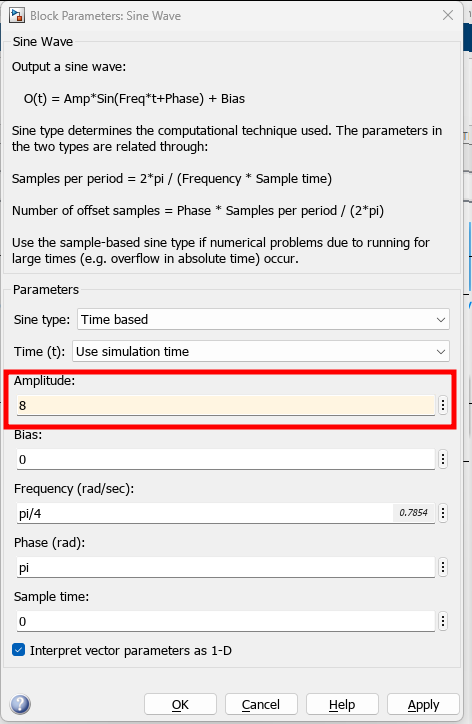 Block Parameters: Sine Wave
Sine Wave
Output a sine wave:
O(t) = Amp*Sin(Freq*t+Phase) + Bias
Sine type determines the computational technique used. The parameters in
the two types are related through:
Samples per period = 2*pi / (Frequency * Sample time)
Number of offset samples = Phase * Samples per period / (2*pi)
Use the sample-based sine type if numerical problems due to running for
large times (e.g. overflow in absolute time) occur.
Parameters
Sine type: Time based
Time (t): Use simulation time
Amplitude:
8
Bias:
0
Frequency (rad/sec):
pi/4 0.7854
Phase (rad):
pi
Sample time:
0
Interpret vector parameters as 1-D
OK Cancel Help Apply